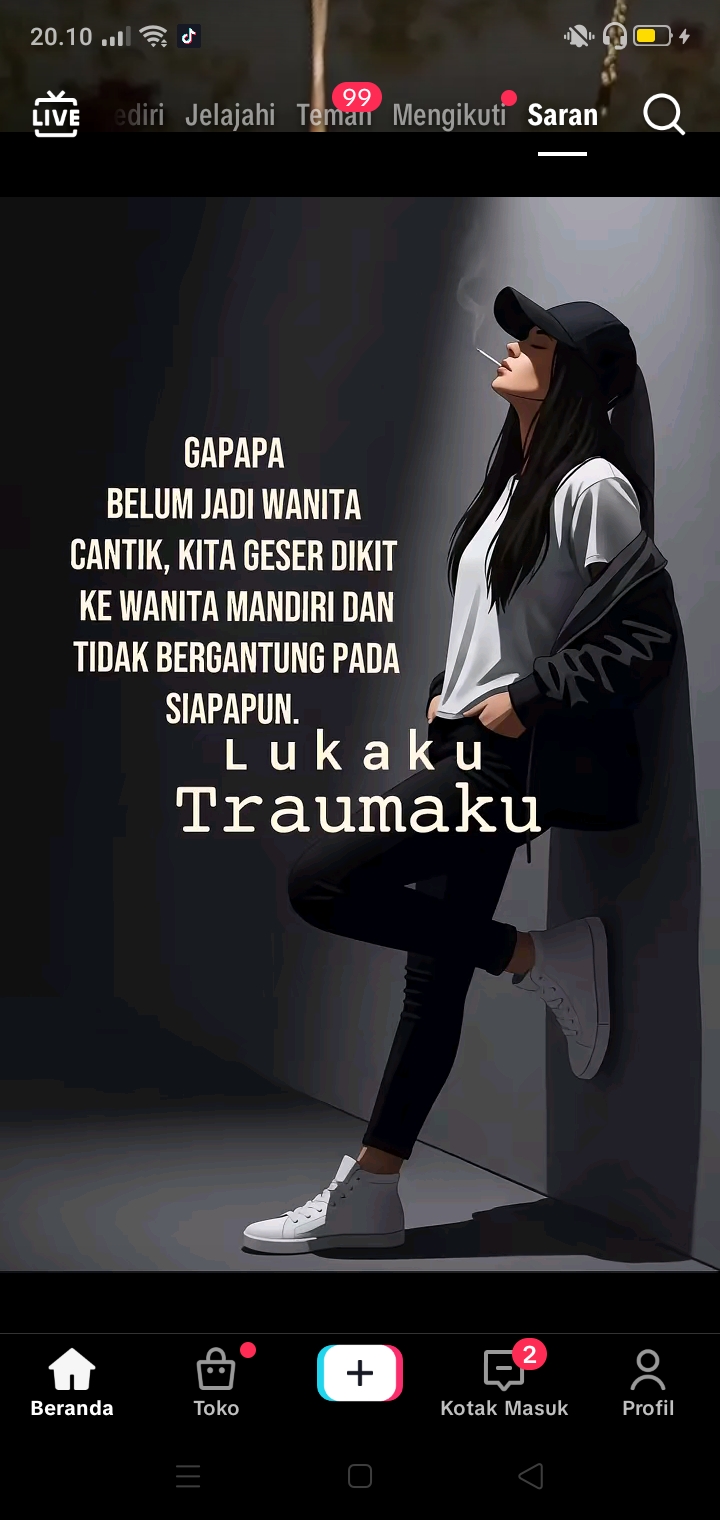 20.10
LIVE
ediri Jelajahi Teman 99 Mengikuti Saran
GAPAPA
BELUM JADI WANITA
CANTIK, KITA GESER DIKIT
KE WANITA MANDIRI DAN
TIDAK BERGANTUNG PADA
SIAPAPUN.
Lukaku
Traumaku
2
Beranda Toko Kotak Masuk Profil